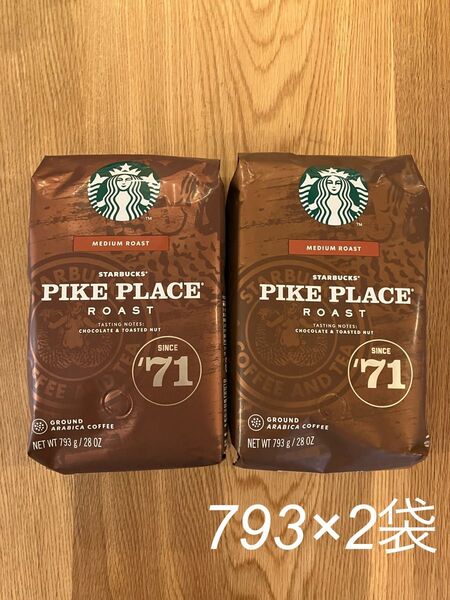 MEDIUM ROAST
STARBUCKS®
PIKE PLACE®
ROAST
TASTING NOTES:
CHOCOLATE & TOASTED NUT
SINCE
'71
GROUND
ARABICA COFFEE
NET WT 793 g / 28 OZ
MEDIUM ROAST
STARBUCKS®
PIKE PLACE®
ROAST
TASTING NOTES:
CHOCOLATE & TOASTED NUT
SINCE
'71
GROUND
ARABICA COFFEE
NET WT 793 g / 28 OZ
793×2袋